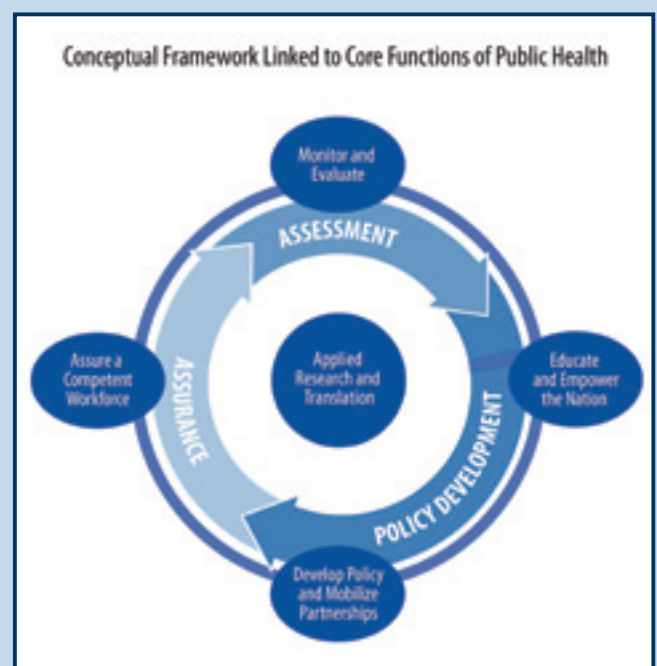 Conceptual Framework Linked to Core Functions of Public Health
Monitor and
Evaluate
ASSESSMENT
Assure a
Competent
Workforce
Applied
Research and
Translation
Educate
and Empower
the Nation
ASSURANCE
POLICY DEVELOPMENT
Develop Policy
and Mobilize
Partnerships